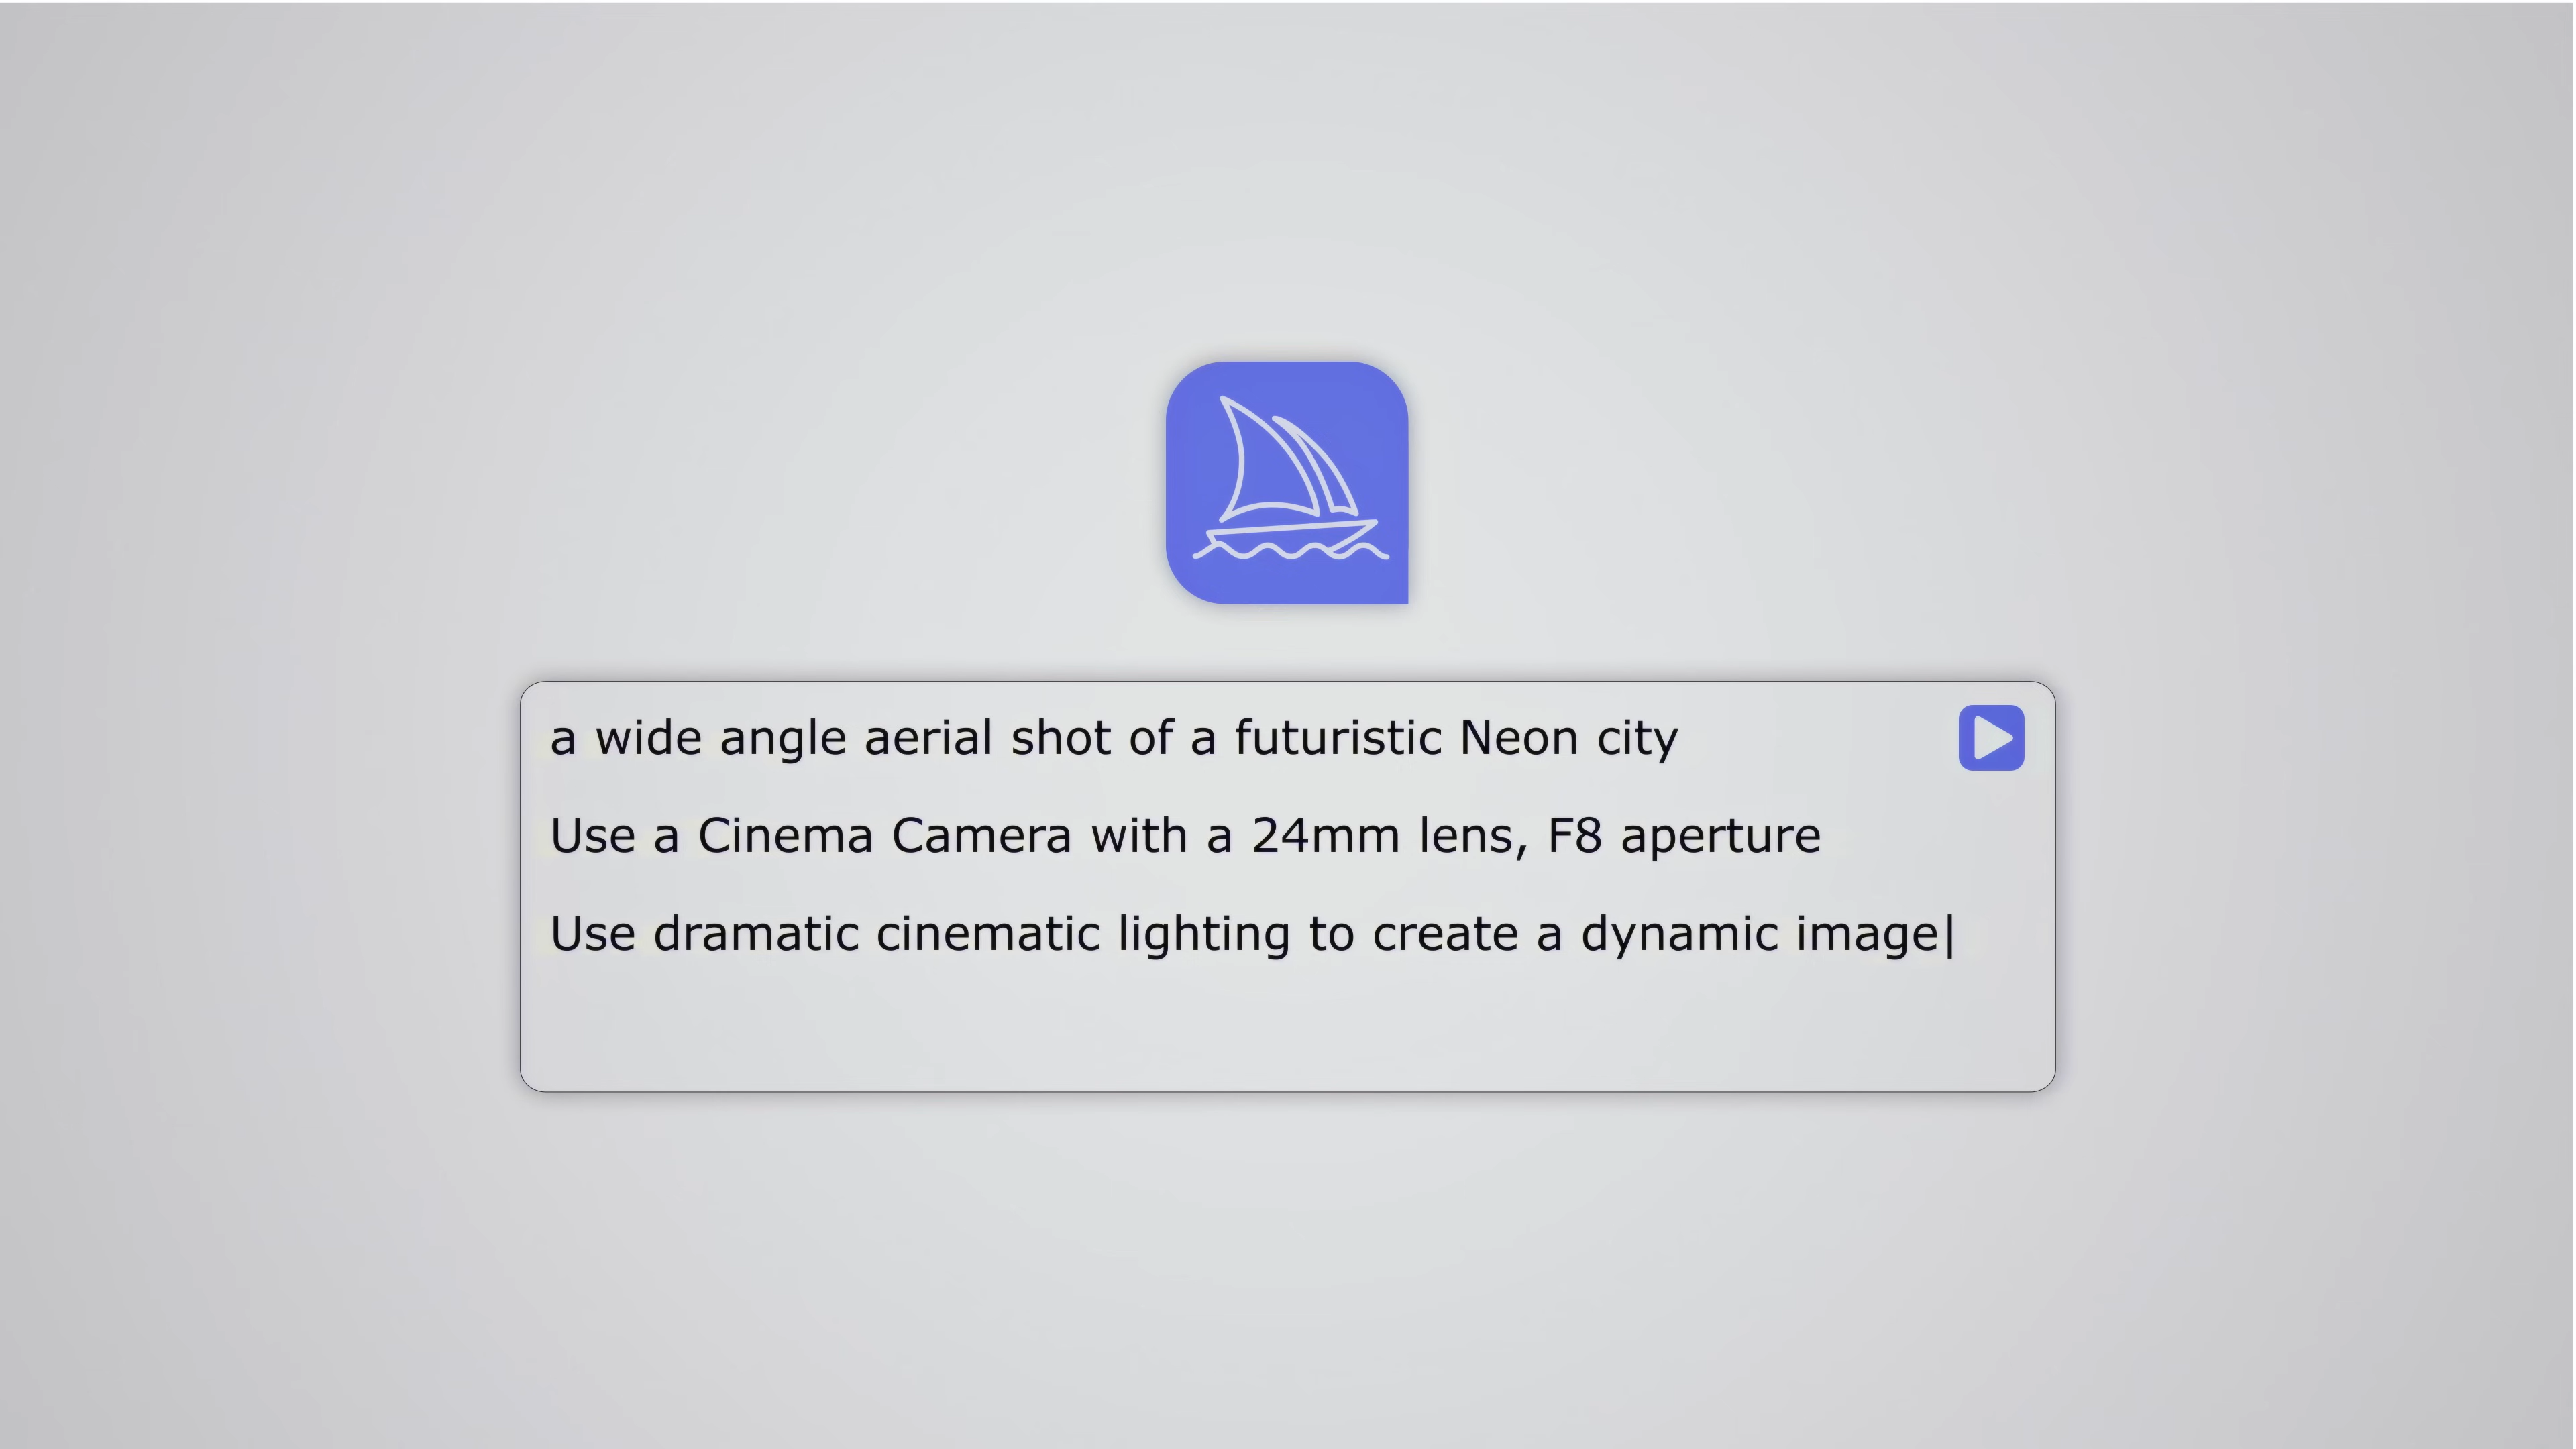 a wide angle aerial shot of a futuristic Neon city
Use a Cinema Camera with a 24mm lens, F8 aperture
Use dramatic cinematic lighting to create a dynamic image